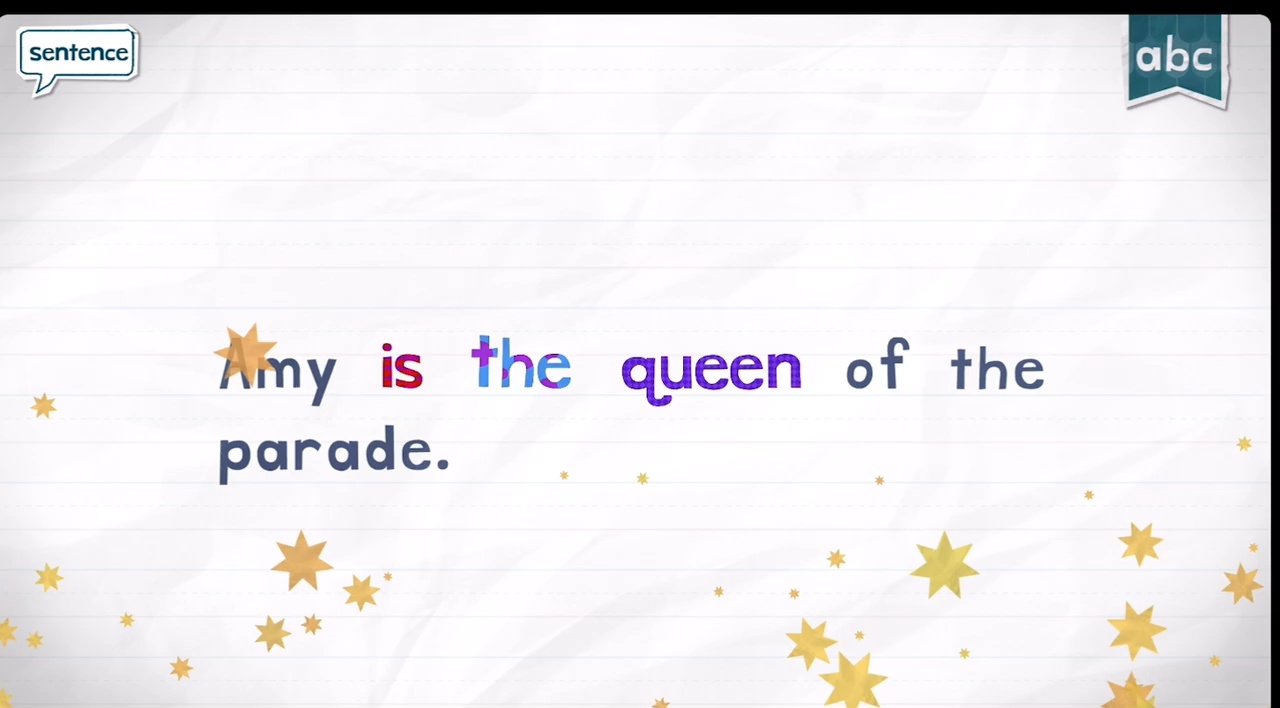 sentence
abc
Amy is the queen of the
parade.